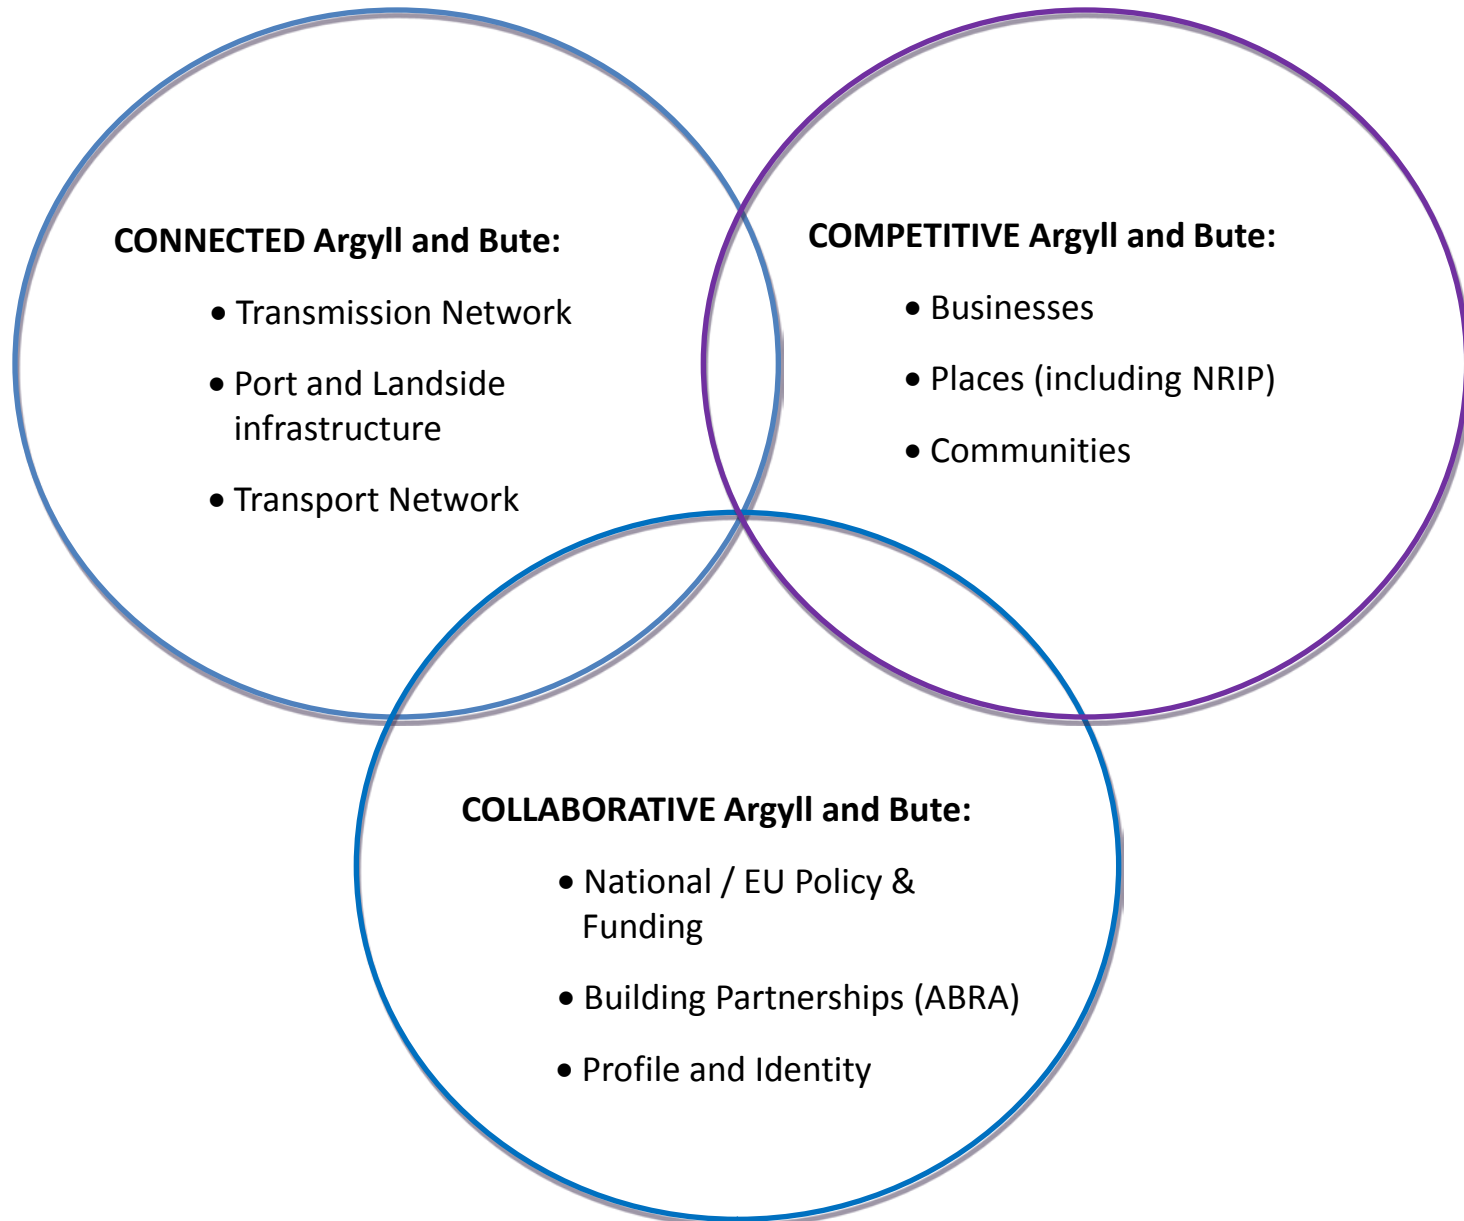 CONNECTED Argyll and Bute:
• Transmission Network
• Port and Landside
infrastructure
• Transport Network
COMPETITIVE Argyll and Bute:
• Businesses
• Places (including NRIP)
• Communities
COLLABORATIVE Argyll and Bute:
• National / EU Policy &
Funding
• Building Partnerships (ABRA)
• Profile and Identity